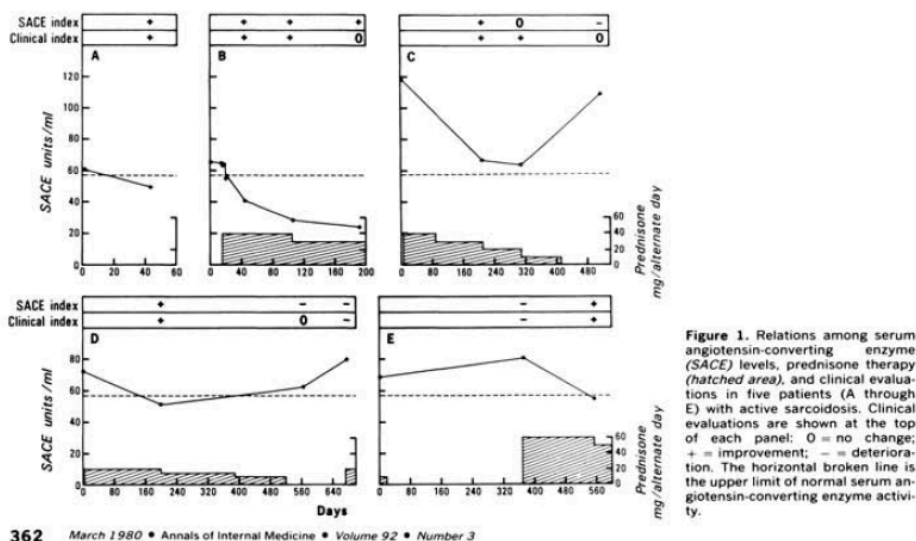 SACE index + + + + + O −
Clinical index + + + O + + O
A B C
SACE units/ml
120
100
80
60
40
20
0
0 20 40 60
0 40 80 120 160 200
0 80 160 240 320 400 480
60
40
20
0
Prednisone
mg/alternate day
SACE index + − − − +
Clinical index + O − − +
D E
SACE units/ml
80
60
40
20
0
0 80 160 240 320 400 480 560 640
0 80 160 240 320 400 480 560
60
40
20
0
Prednisone
mg/alternate day
Days
Figure 1. Relations among serum
angiotensin-converting enzyme
(SACE) levels, prednisone therapy
(hatched area), and clinical evalua-
tions in five patients (A through
E) with active sarcoidosis. Clinical
evaluations are shown at the top
of each panel: O = no change;
+ = improvement; − = deteriora-
tion. The horizontal broken line is
the upper limit of normal serum an-
giotensin-converting enzyme activi-
ty.
362 March 1980 • Annals of Internal Medicine • Volume 92 • Number 3